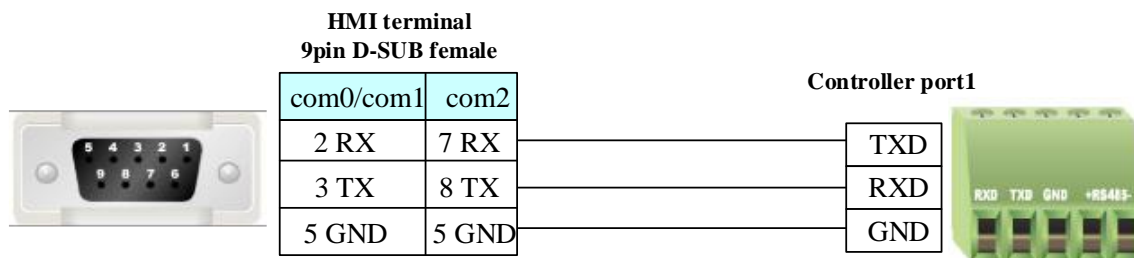 HMI terminal
9pin D-SUB female
Controller port1
com0/com1 com2
2 RX 7 RX TXD
3 TX 8 TX RXD
5 GND 5 GND GND
5 4 3 2 1
9 8 7 6
RXD TXD GND +RS485-